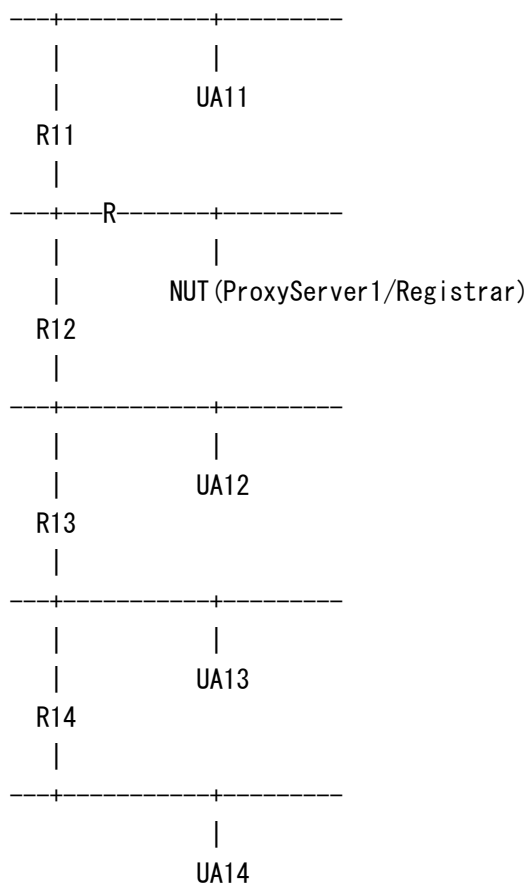 ---+-----------+---------
|           |
|         UA11
R11
|
---+---R-------+---------
|           |
|       NUT(ProxyServer1/Registrar)
R12
|
---+-----------+---------
|           |
|         UA12
R13
|
---+-----------+---------
|           |
|         UA13
R14
|
---+-----------+---------
|
UA14